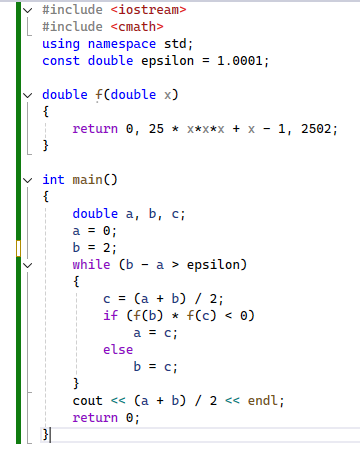 #include <iostream>
#include <cmath>
using namespace std;
const double epsilon = 1.0001;
double f(double x)
{
return 0, 25 * x*x*x + x - 1, 2502;
}
int main()
{
double a, b, c;
a = 0;
b = 2;
while (b - a > epsilon)
{
c = (a + b) / 2;
if (f(b) * f(c) < 0)
a = c;
else
b = c;
}
cout << (a + b) / 2 << endl;
return 0;
}